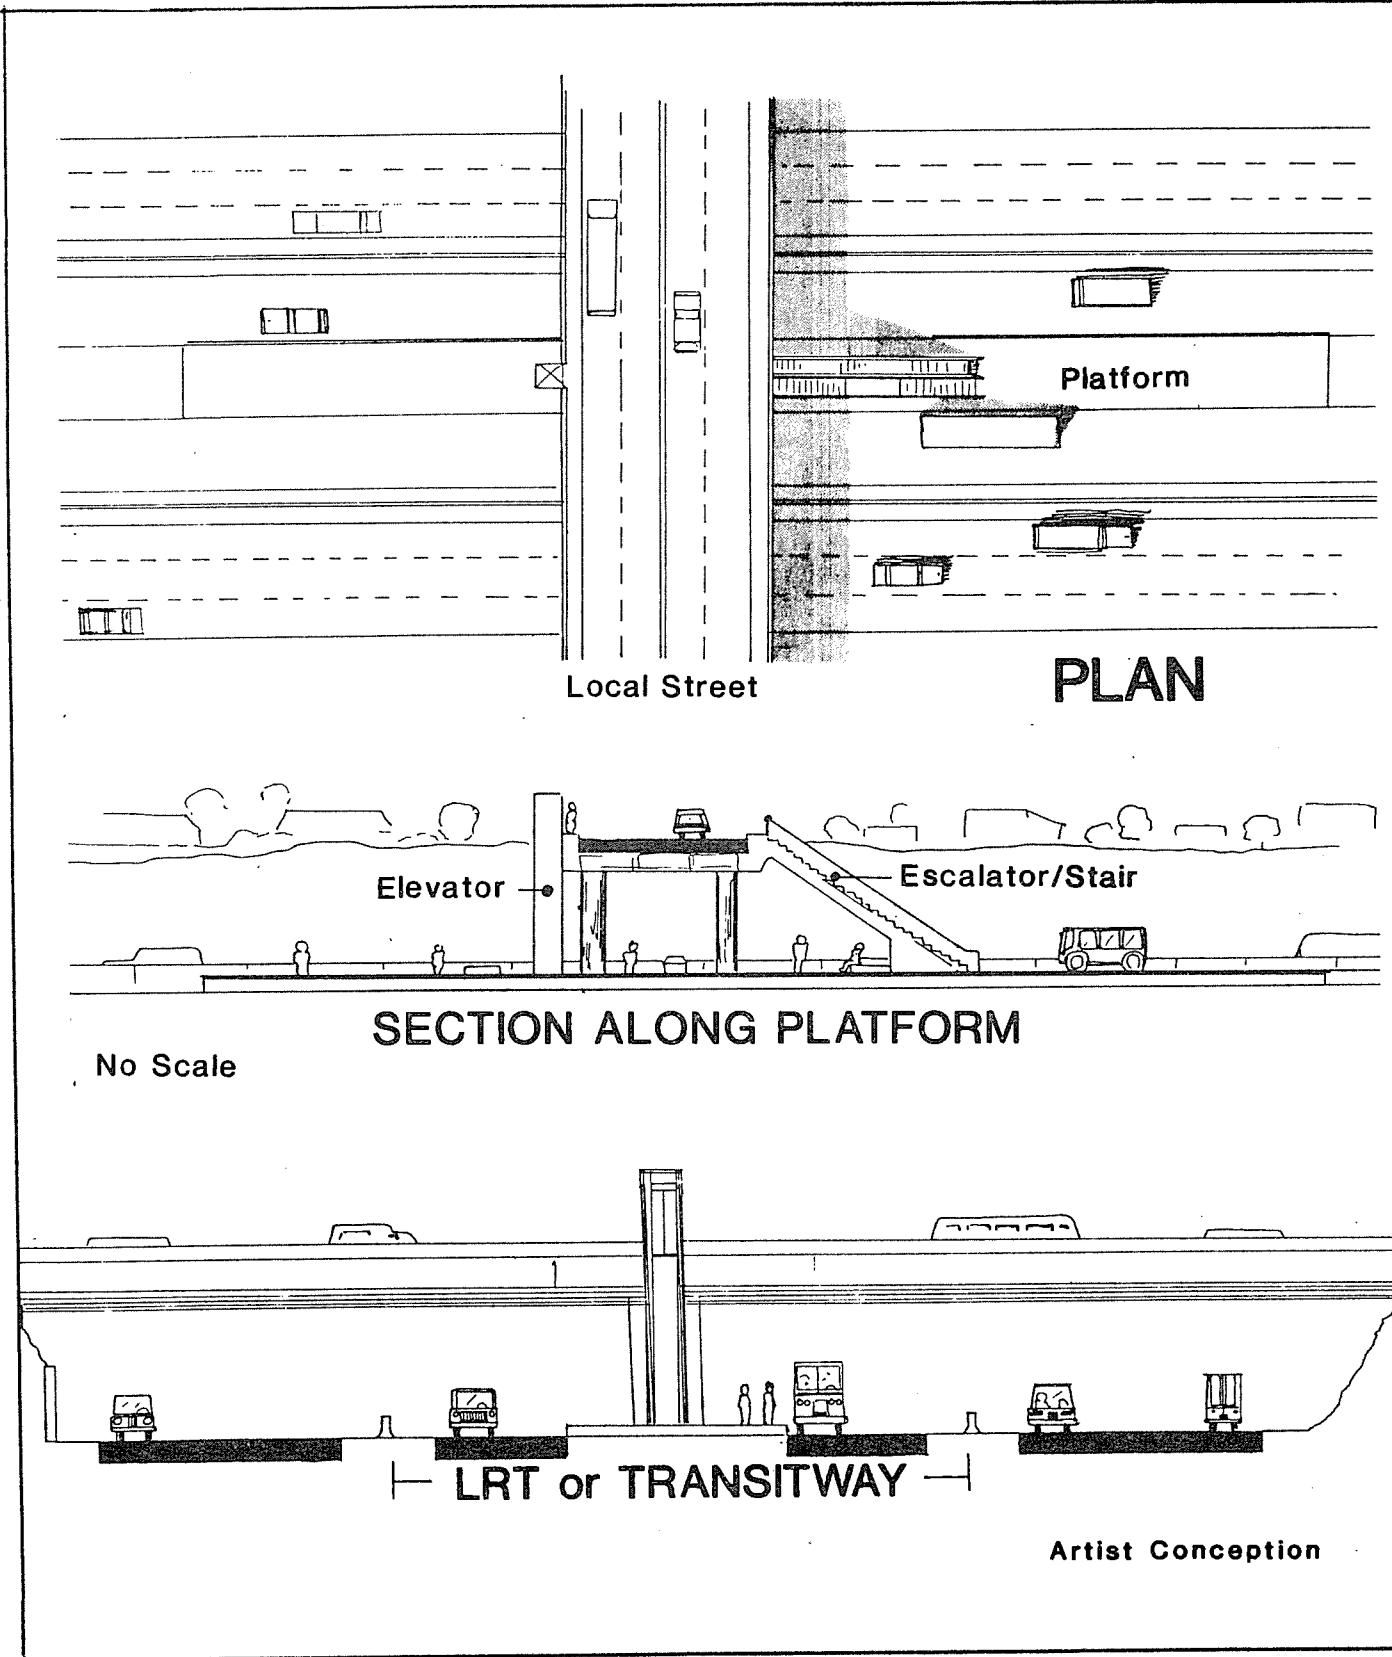 Platform
Local Street
PLAN
Elevator
Escalator/Stair
SECTION ALONG PLATFORM
No Scale
LRT or TRANSITWAY
Artist Conception